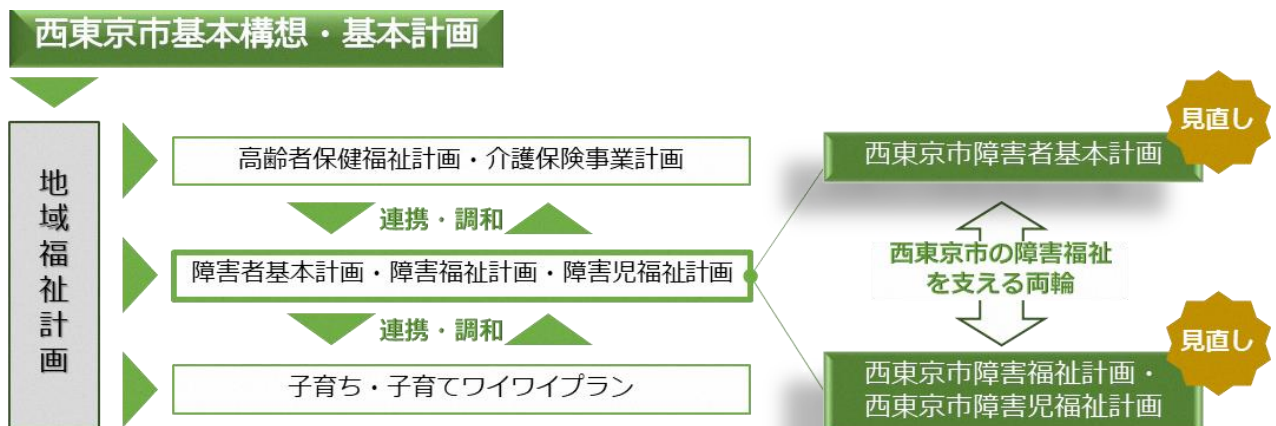 西東京市基本構想・基本計画
地域福祉計画
高齢者保健福祉計画・介護保険事業計画
連携・調和
障害者基本計画・障害福祉計画・障害児福祉計画
連携・調和
子育ち・子育てワイワイプラン
見直し
西東京市障害者基本計画
西東京市の障害福祉
を支える両輪
見直し
西東京市障害福祉計画・
西東京市障害児福祉計画